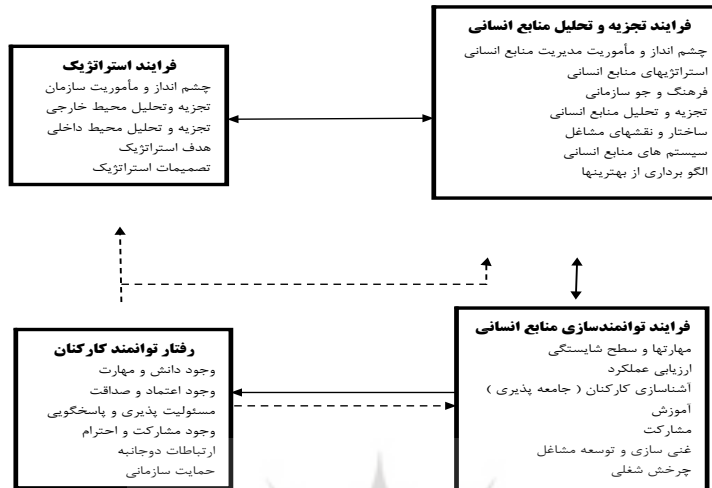 فرایند تجزیه و تحلیل منابع انسانی
چشم انداز و مأموریت مدیریت منابع انسانی
استراتژیهای منابع انسانی
فرهنگ و جو سازمانی
تجزیه و تحلیل منابع انسانی
ساختار و نقشهای مشاغل
سیستم های منابع انسانی
الگو برداری از بهترینها
فرایند استراتژیک
چشم انداز و مأموریت سازمان
تجزیه وتحلیل محیط خارجی
تجزیه و تحلیل محیط داخلی
هدف استراتژیک
تصمیمات استراتژیک
فرایند توانمندسازی منابع انسانی
مهارتها و سطح شایستگی
ارزیابی عملکرد
آشناسازی کارکنان ( جامعه پذیری )
آموزش
مشارکت
غنی سازی و توسعه مشاغل
چرخش شغلی
رفتار توانمند کارکنان
وجود دانش و مهارت
وجود اعتماد و صداقت
مسئولیت پذیری و پاسخگویی
وجود مشارکت و احترام
ارتباطات دوجانبه
حمایت سازمانی